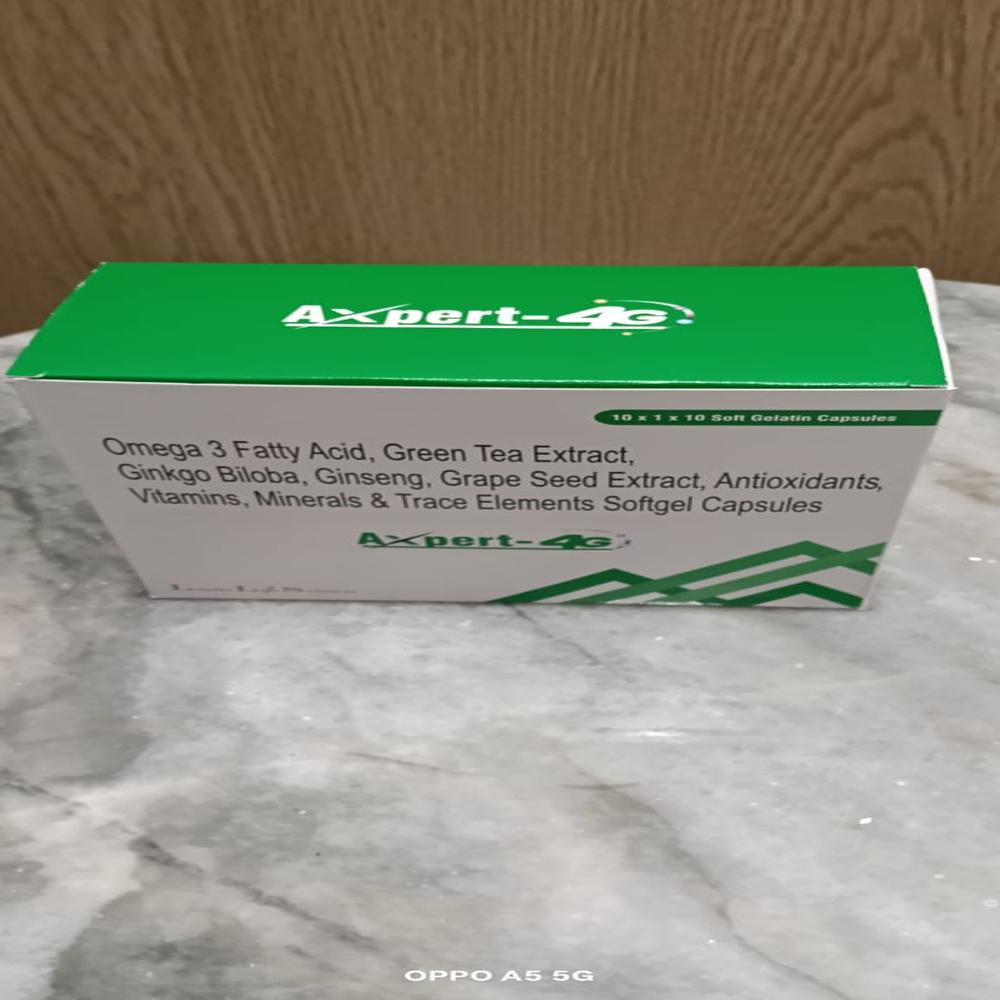 Axpert-4G
10 x 1 x 10 Soft Gelatin Capsules
Omega 3 Fatty Acid, Green Tea Extract,
Ginkgo Biloba, Ginseng, Grape Seed Extract, Antioxidants,
Vitamins, Minerals & Trace Elements Softgel Capsules
Axpert-4G
OPPO A5 5G